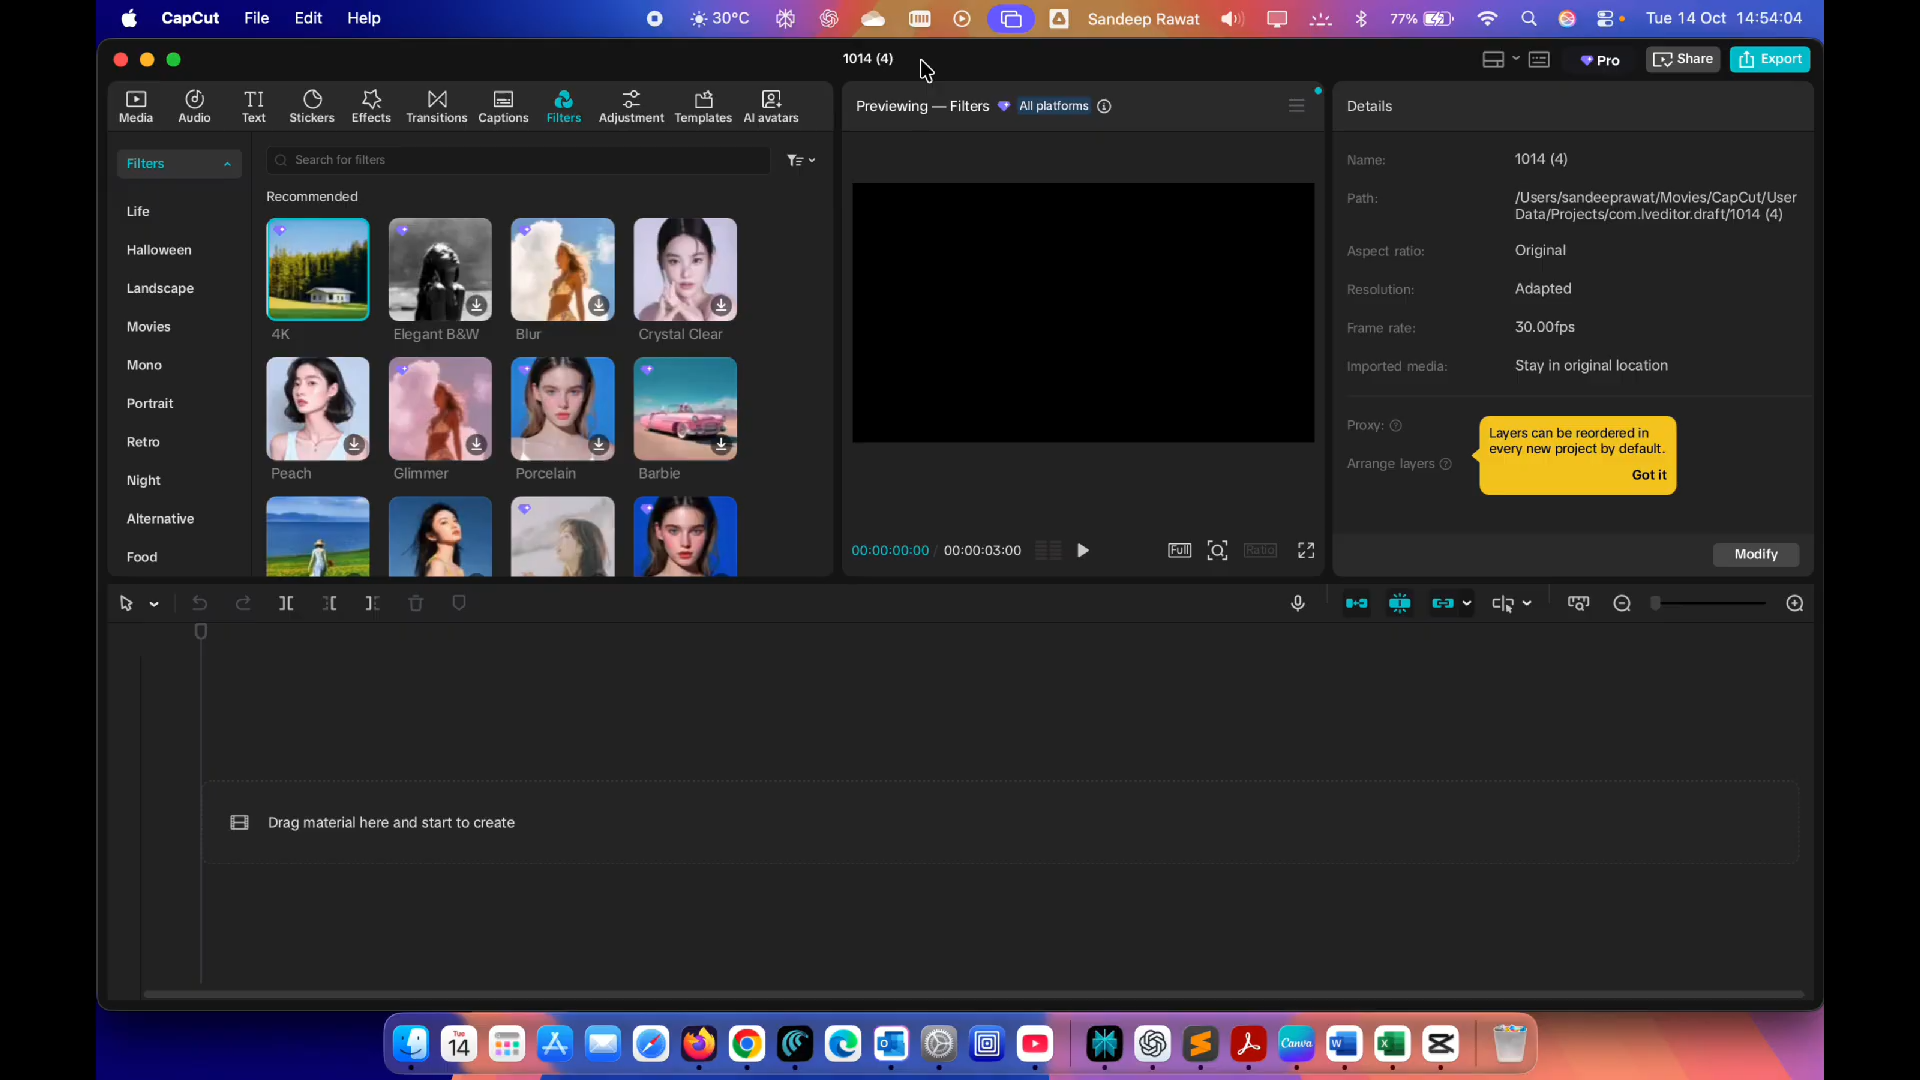 CapCut File Edit Help 30°C Sandeep Rawat 77% Tue 14 Oct 14:54:04
1014 (4)
Pro Share Export
Media Audio Text Stickers Effects Transitions Captions Filters Adjustment Templates AI avatars
Filters
Life
Halloween
Landscape
Movies
Mono
Portrait
Retro
Night
Alternative
Food
Search for filters
Recommended
4K Elegant B&W Blur Crystal Clear
Peach Glimmer Porcelain Barbie
Previewing — Filters All platforms
00:00:00:00 / 00:00:03:00
Full
Ratio
Details
Name: 1014 (4)
Path: /Users/sandeeprawat/Movies/CapCut/User
Data/Projects/com.lveditor.draft/1014 (4)
Aspect ratio: Original
Resolution: Adapted
Frame rate: 30.00fps
Imported media: Stay in original location
Proxy:
Arrange layers
Layers can be reordered in
every new project by default.
Got it
Modify
Drag material here and start to create
Tue
14
Canva